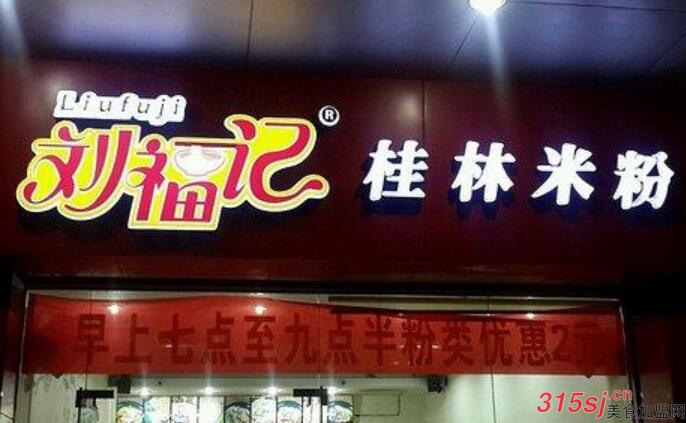 Liufuji
刘福记® 桂林米粉
早上七点至九点半粉类优惠2元
315sj.cn
美食加盟网